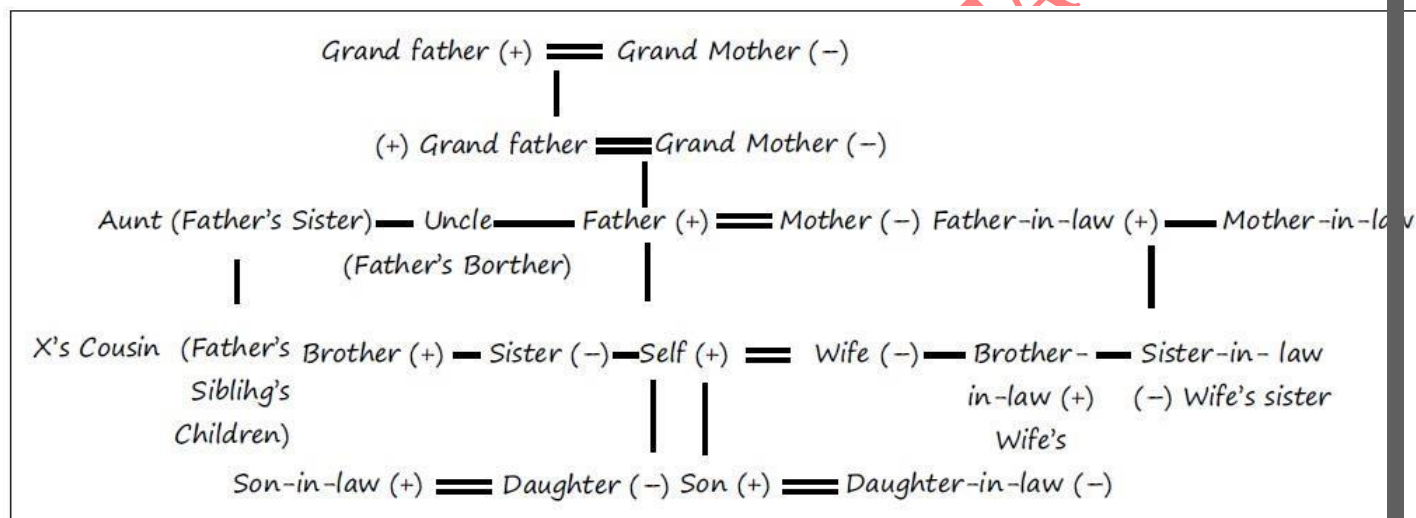 Grand father (+) Grand Mother (–)
(+) Grand father Grand Mother (–)
Aunt (Father's Sister) Uncle Father (+) Mother (–) Father-in-law (+) Mother-in-law
(Father's Borther)
X's Cousin (Father's Brother (+) Sister (–) Self (+) Wife (–) Brother- Sister-in- law
Siblihg's in-law (+) (–) Wife's sister
Children) Wife's
Son-in-law (+) Daughter (–) Son (+) Daughter-in-law (–)